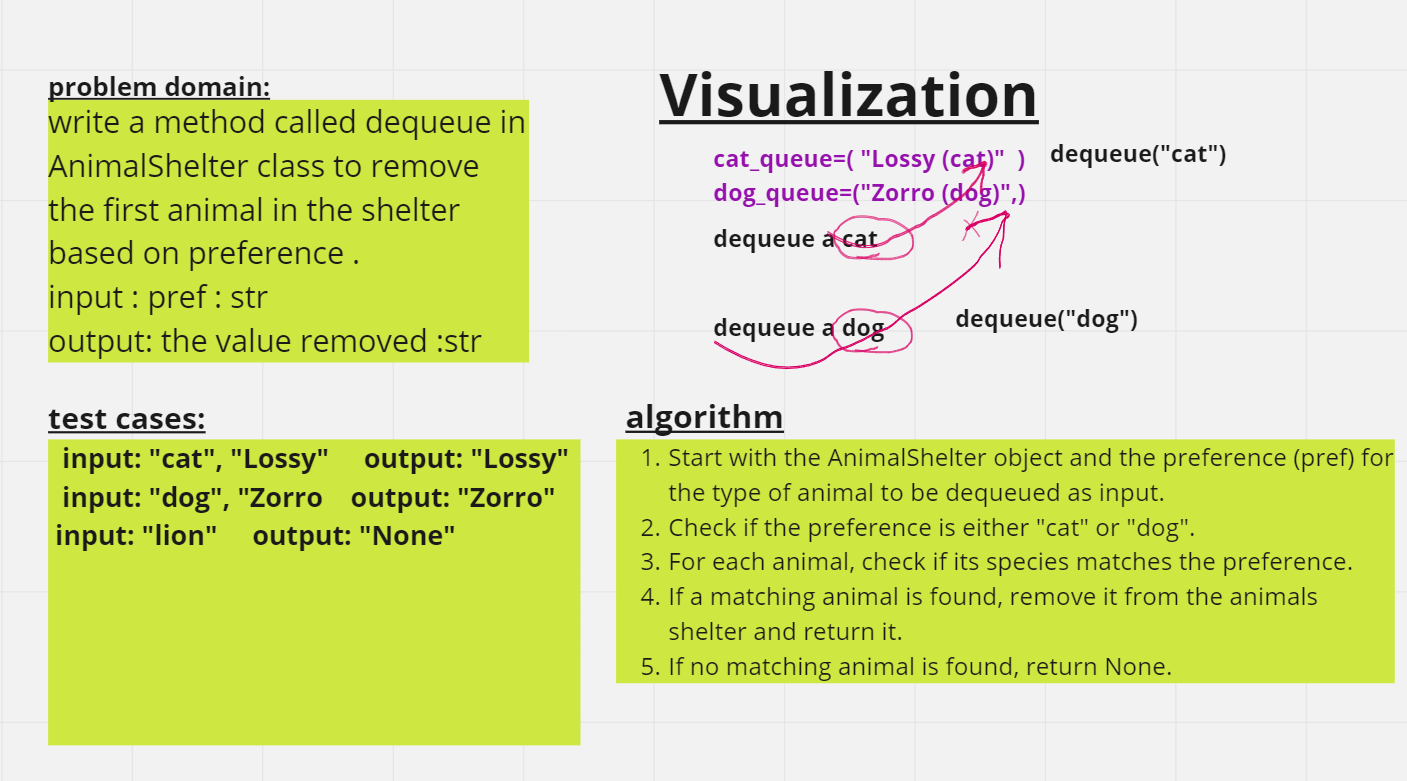 problem domain:
write a method called dequeue in
AnimalShelter class to remove
the first animal in the shelter
based on preference .
input : pref : str
output: the value removed :str
Visualization
cat_queue=( "Lossy (cat)" )
dequeue("cat")
dog_queue=("Zorro (dog)",)
dequeue a cat
dequeue a dog
dequeue("dog")
test cases:
input: "cat", "Lossy" output: "Lossy"
input: "dog", "Zorro output: "Zorro"
input: "lion" output: "None"
algorithm
1. Start with the AnimalShelter object and the preference (pref) for
the type of animal to be dequeued as input.
2. Check if the preference is either "cat" or "dog".
3. For each animal, check if its species matches the preference.
4. If a matching animal is found, remove it from the animals
shelter and return it.
5. If no matching animal is found, return None.